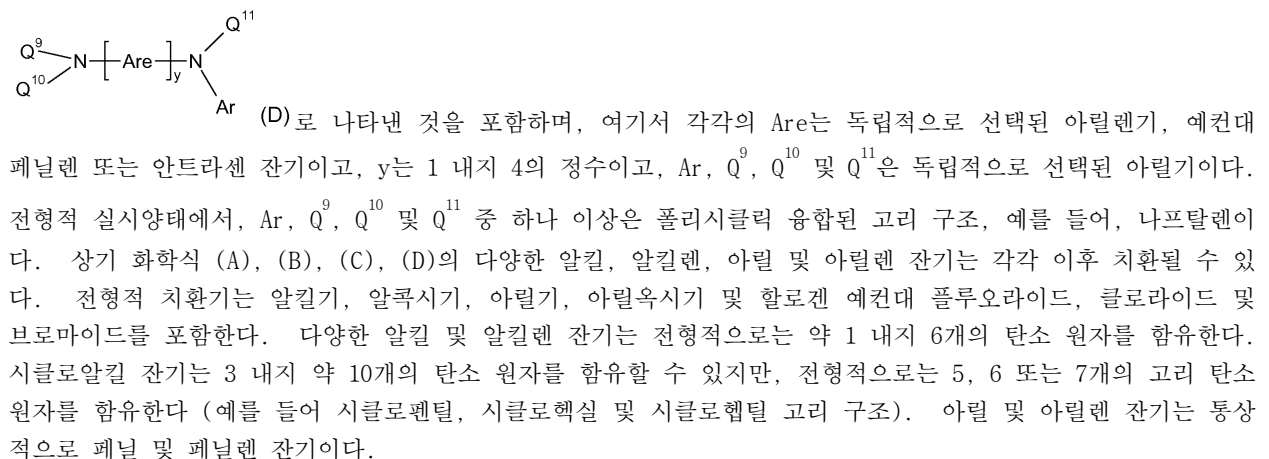 Q⁹
Q¹⁰
N
Are
y
N
Q¹¹
Ar
(D)로 나타낸 것을 포함하며, 여기서 각각의 Are는 독립적으로 선택된 아릴렌기, 예컨대
페닐렌 또는 안트라센 잔기이고, y는 1 내지 4의 정수이고, Ar, Q⁹, Q¹⁰ 및 Q¹¹은 독립적으로 선택된 아릴기이다.
전형적 실시양태에서, Ar, Q⁹, Q¹⁰ 및 Q¹¹ 중 하나 이상은 폴리시클릭 융합된 고리 구조, 예를 들어, 나프탈렌이
다. 상기 화학식 (A), (B), (C), (D)의 다양한 알킬, 알킬렌, 아릴 및 아릴렌 잔기는 각각 이후 치환될 수 있
다. 전형적 치환기는 알킬기, 알콕시기, 아릴기, 아릴옥시기 및 할로겐 예컨대 플루오라이드, 클로라이드 및
브로마이드를 포함한다. 다양한 알킬 및 알킬렌 잔기는 전형적으로는 약 1 내지 6개의 탄소 원자를 함유한다.
시클로알킬 잔기는 3 내지 약 10개의 탄소 원자를 함유할 수 있지만, 전형적으로는 5, 6 또는 7개의 고리 탄소
원자를 함유한다 (예를 들어 시클로펜틸, 시클로헥실 및 시클로헵틸 고리 구조). 아릴 및 아릴렌 잔기는 통상
적으로 페닐 및 페닐렌 잔기이다.